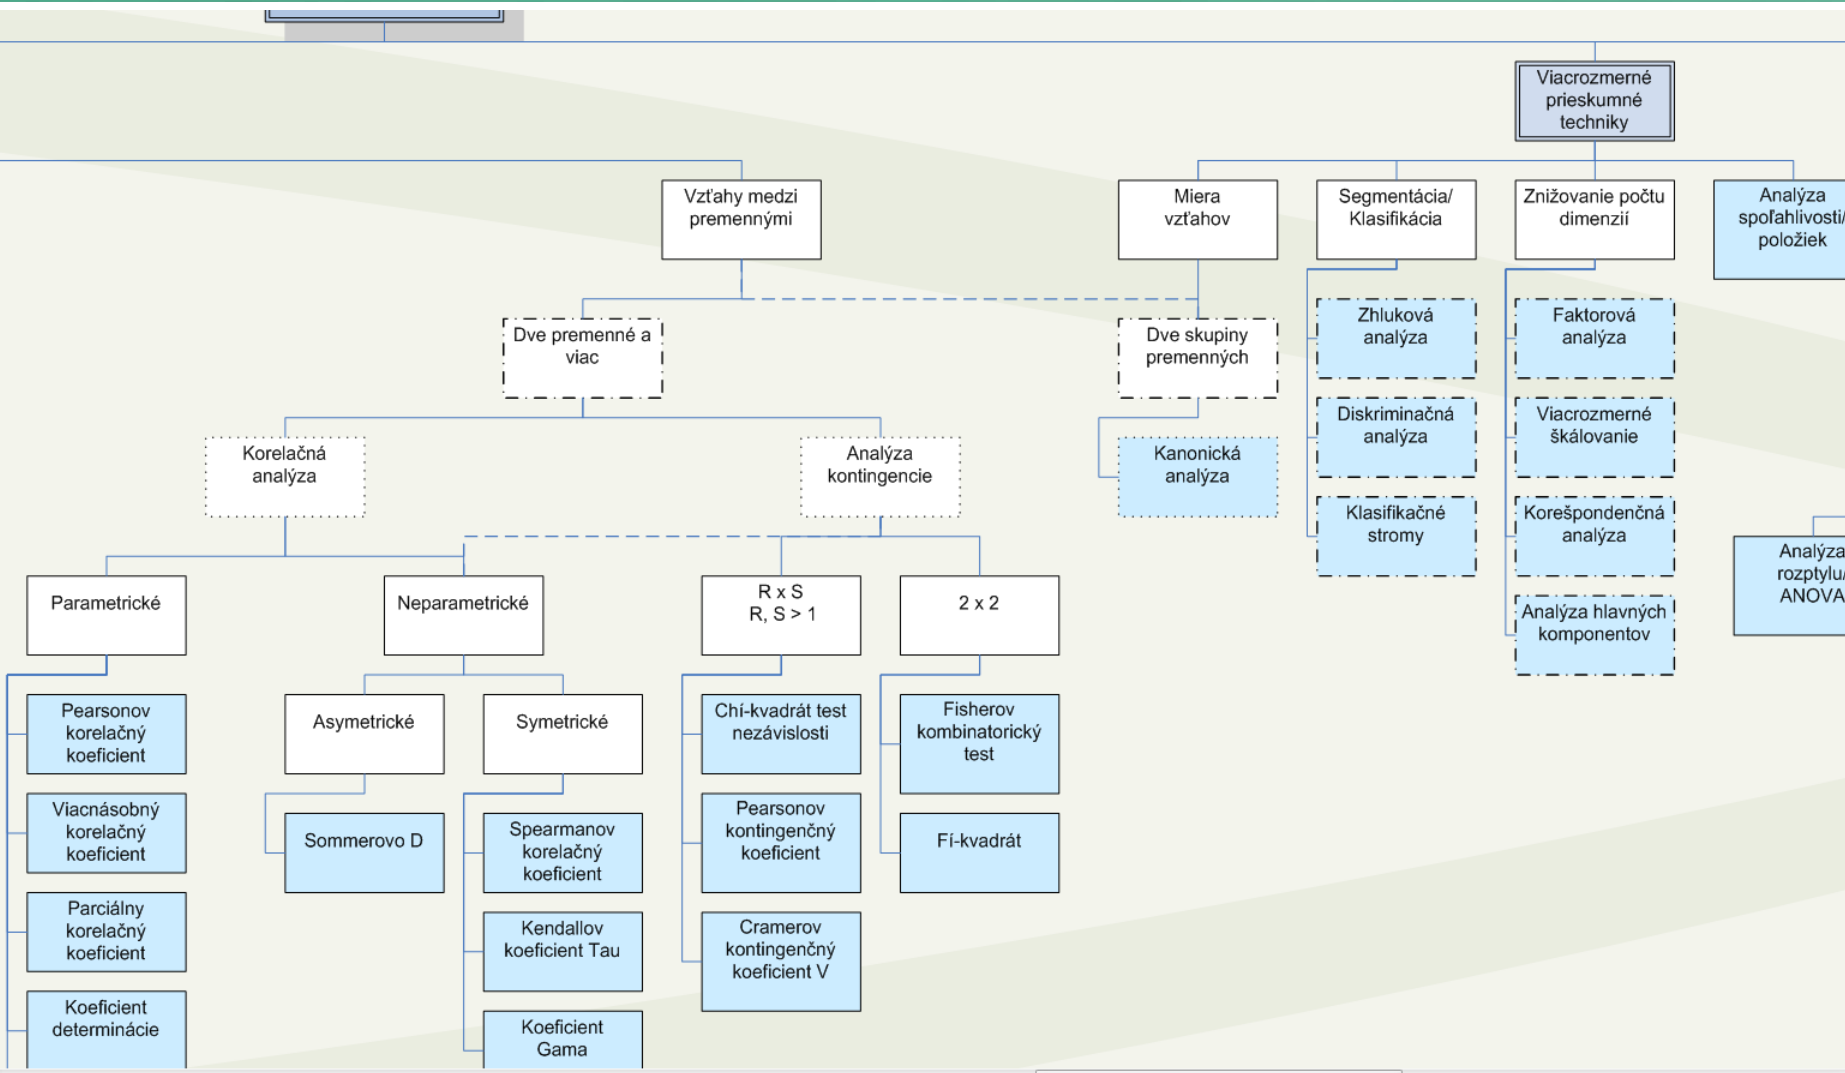 Viacrozmerné
prieskumné
techniky
Vzťahy medzi
premennými
Miera
vzťahov
Segmentácia/
Klasifikácia
Znižovanie počtu
dimenzií
Analýza
spoľahlivosti/
položiek
Dve premenné a
viac
Dve skupiny
premenných
Zhluková
analýza
Faktorová
analýza
Korelačná
analýza
Analýza
kontingencie
Kanonická
analýza
Diskriminačná
analýza
Viacrozmerné
škálovanie
Klasifikačné
stromy
Korešpondenčná
analýza
Analýza
rozptylu/
ANOVA
Analýza hlavných
komponentov
Parametrické
Neparametrické
R x S
R, S > 1
2 x 2
Pearsonov
korelačný
koeficient
Asymetrické
Symetrické
Chí-kvadrát test
nezávislosti
Fisherov
kombinatorický
test
Viacnásobný
korelačný
koeficient
Sommerovo D
Spearmanov
korelačný
koeficient
Pearsonov
kontingenčný
koeficient
Fí-kvadrát
Parciálny
korelačný
koeficient
Kendallov
koeficient Tau
Cramerov
kontingenčný
koeficient V
Koeficient
determinácie
Koeficient
Gama